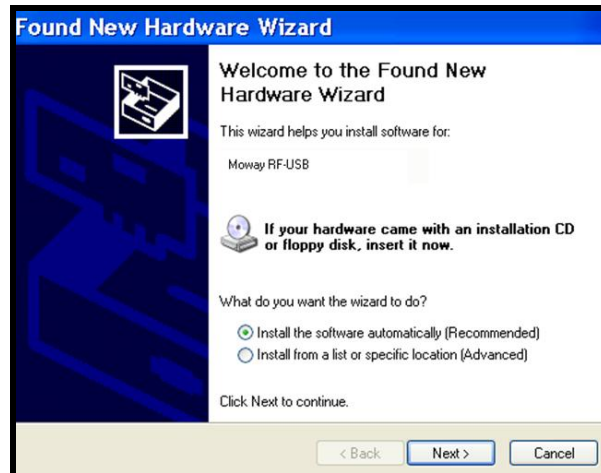 Found New Hardware Wizard
Welcome to the Found New
Hardware Wizard
This wizard helps you install software for:
Moway RF-USB
If your hardware came with an installation CD
or floppy disk, insert it now.
What do you want the wizard to do?
Install the software automatically (Recommended)
Install from a list or specific location (Advanced)
Click Next to continue.
< Back Next > Cancel